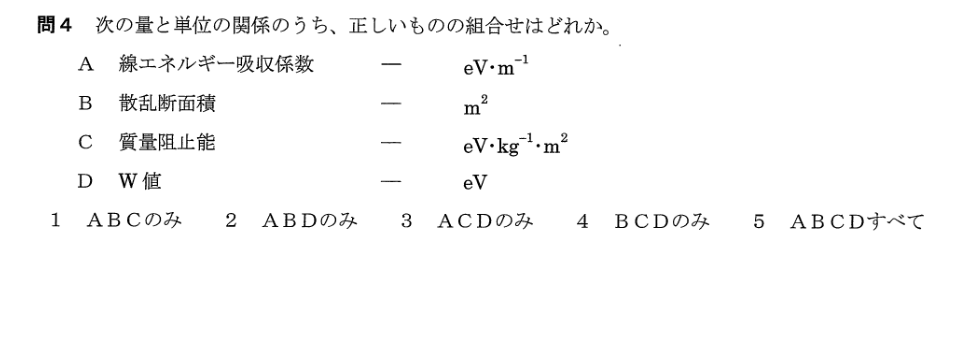 問4 次の量と単位の関係のうち、正しいものの組合せはどれか。
A 線エネルギー吸収係数 — eV・m⁻¹
B 散乱断面積 — m²
C 質量阻止能 — eV・kg⁻¹・m²
D W値 — eV
1 ABCのみ 2 ABDのみ 3 ACDのみ 4 BCDのみ 5 ABCDすべて